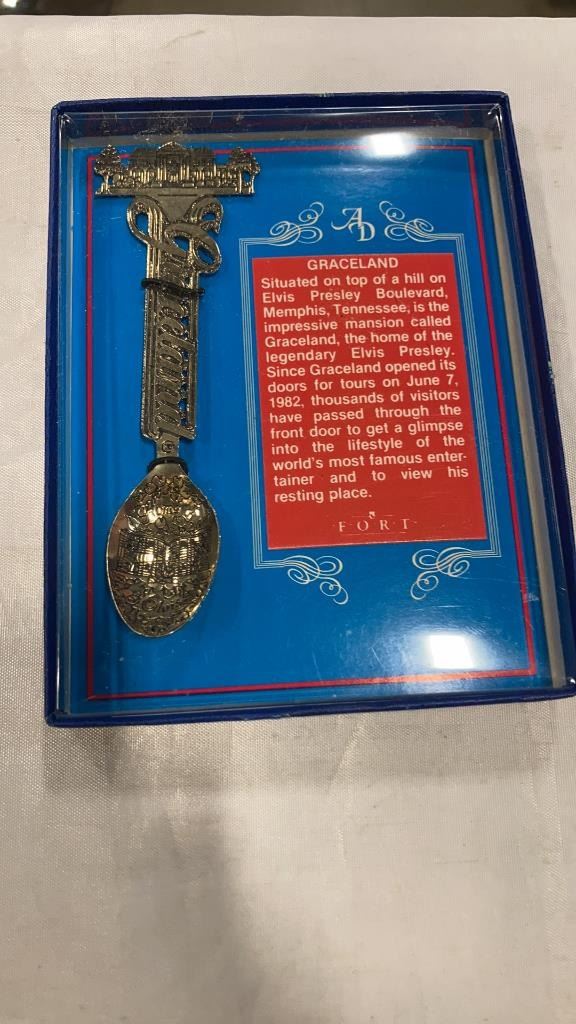 Graceland
AD
GRACELAND
Situated on top of a hill on
Elvis Presley Boulevard,
Memphis, Tennessee, is the
impressive mansion called
Graceland, the home of the
legendary Elvis Presley.
Since Graceland opened its
doors for tours on June 7,
1982, thousands of visitors
have passed through the
front door to get a glimpse
into the lifestyle of the
world's most famous enter-
tainer and to view his
resting place.
FORT